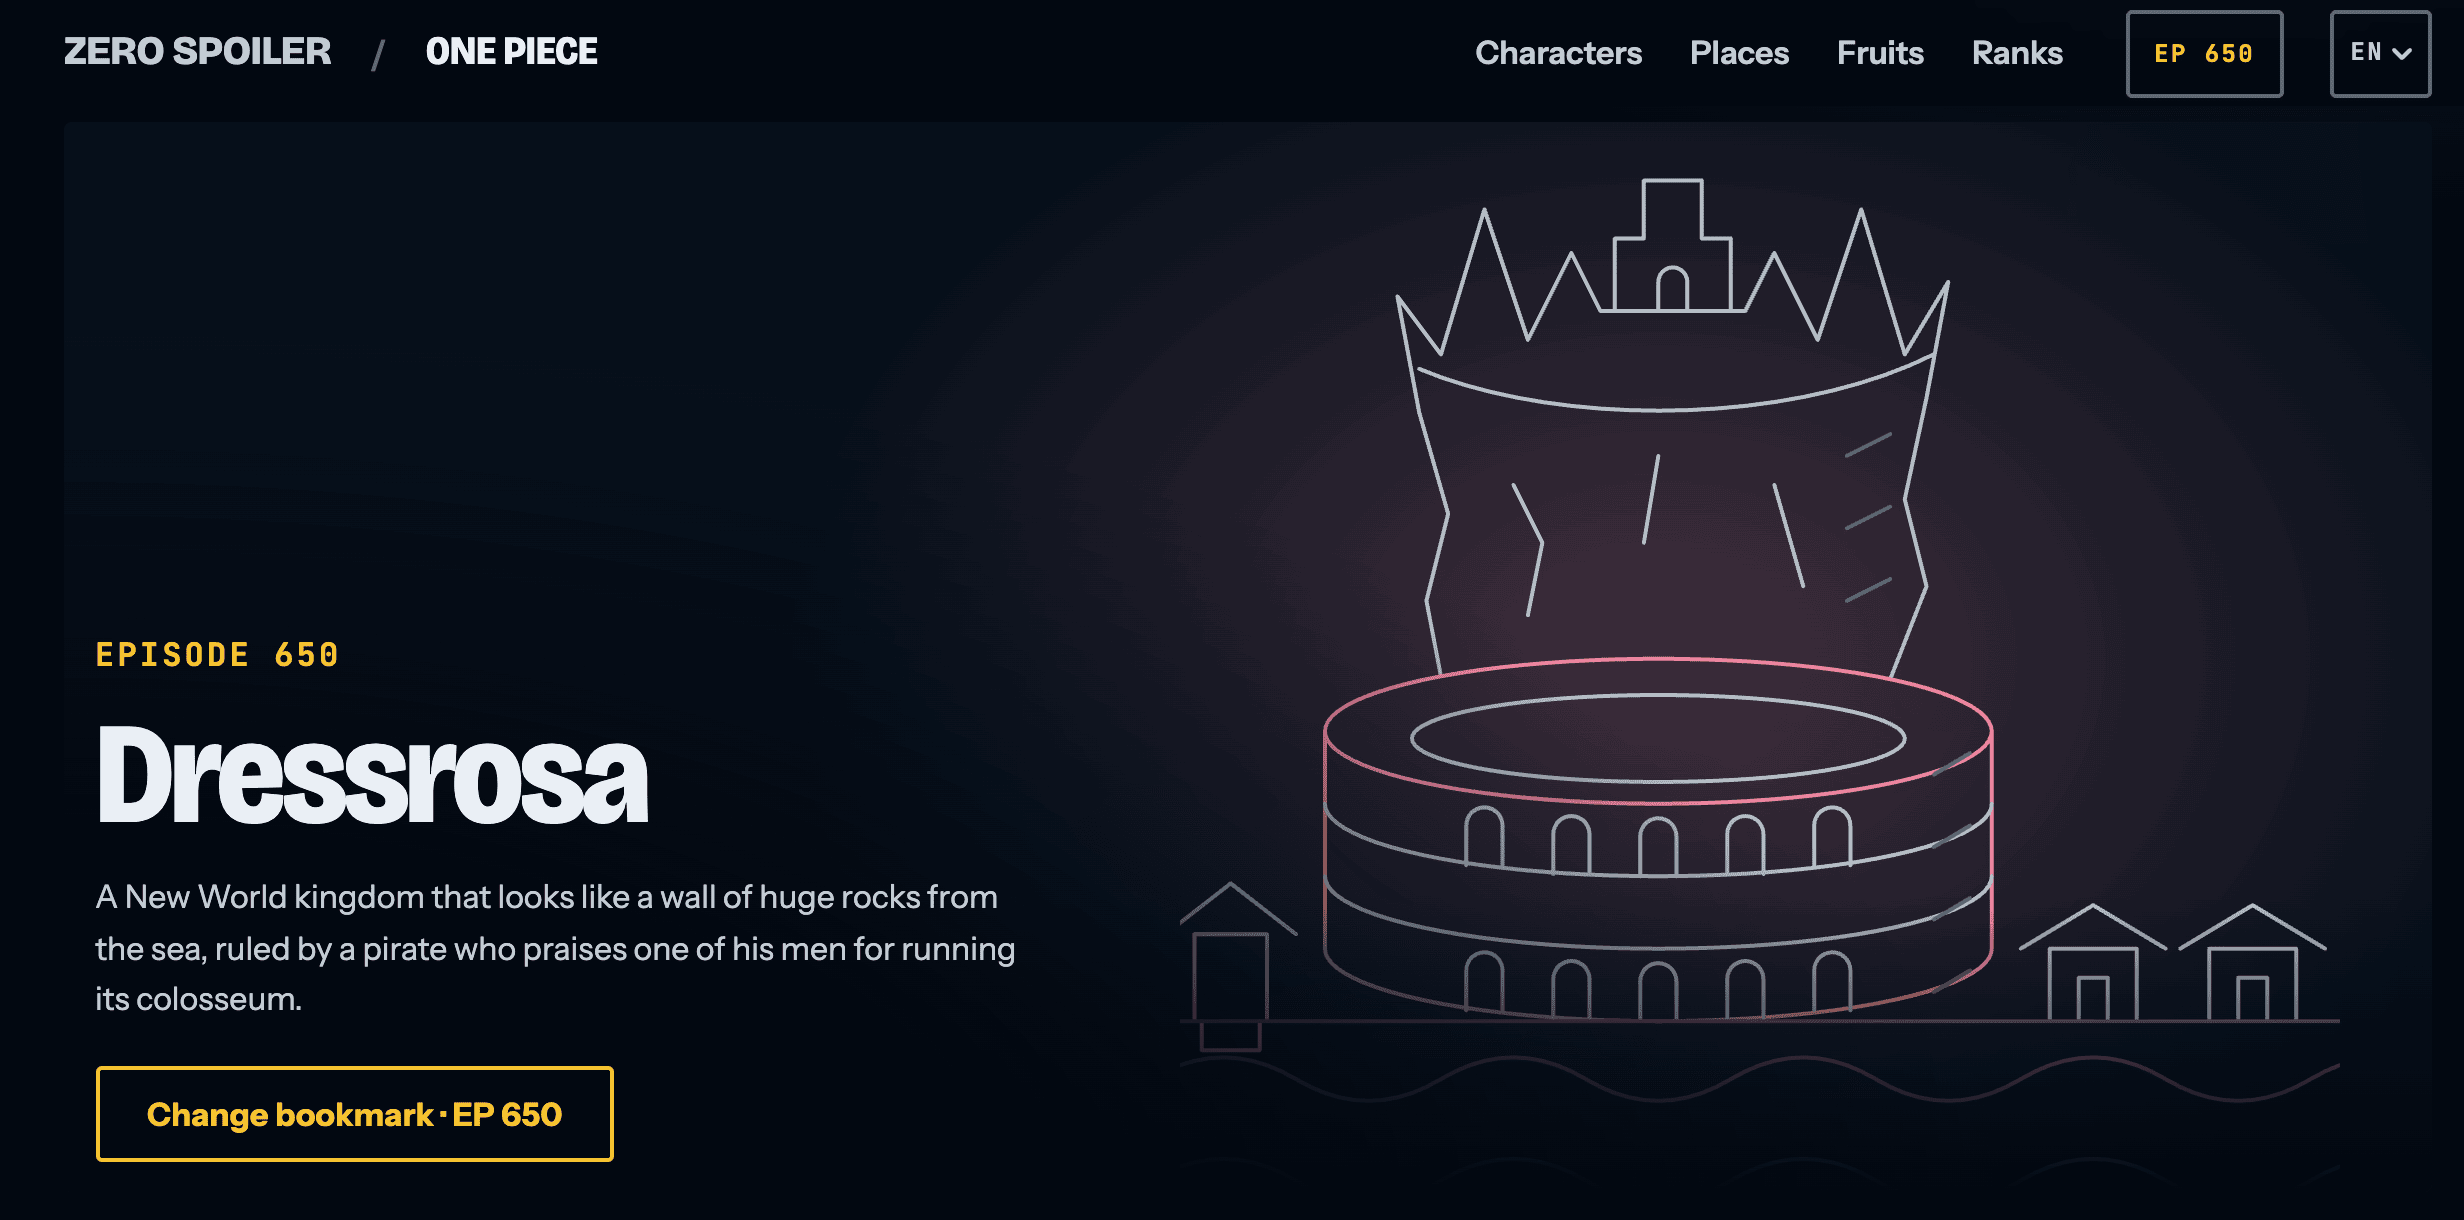 ZERO SPOILER / ONE PIECE
Characters Places Fruits Ranks EP 650 EN
EPISODE 650
Dressrosa
A New World kingdom that looks like a wall of huge rocks from
the sea, ruled by a pirate who praises one of his men for running
its colosseum.
Change bookmark · EP 650